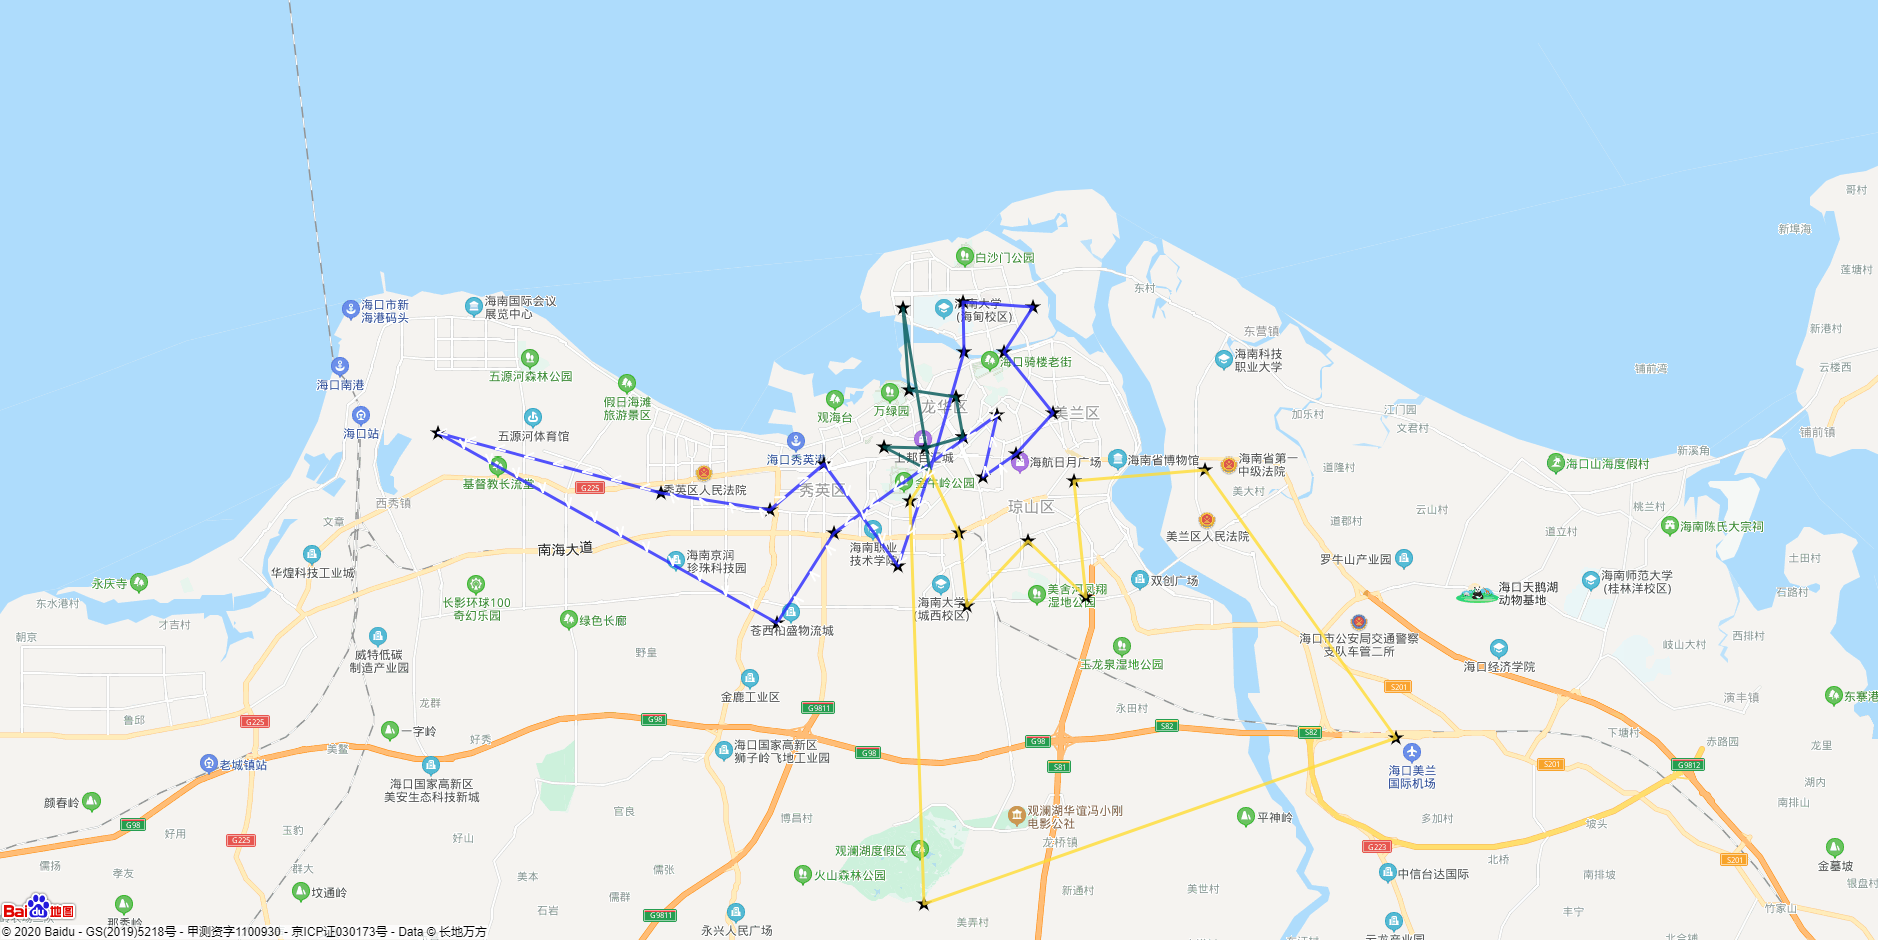 哥村
新埠海
白沙门公园
莲塘村
东村
海口市新
海港码头
海南国际会议
展览中心
海南大学
(海甸校区)
东营镇
新港村
海南科技
职业大学
海口骑楼老街
云楼西
铺前湾
海口南港
五源河森林公园
假日海滩
旅游景区
观海台
万绿园
龙华区
美兰区
加乐村
江门园
文君村
铺前镇
海口站
五源河体育馆
海口秀英港
上邦百汇城
海航日月广场
海南省博物馆
海南省第一
中级法院
道隆村
新溪角
海口山海度假村
基督教长流堂
G225
秀英区人民法院
秀英区
金牛岭公园
美大村
西秀镇
文章
琼山区
云山村
道郡村
桃兰村
道立村
海南陈氏大宗祠
美兰区人民法院
南海大道
海南职业
技术学院
海南京润
珍珠科技园
华煌科技工业城
罗牛山产业园
土田村
永庆寺
东水港村
长影环球100
奇幻乐园
海南大学
(城西校区)
美舍河凤翔
湿地公园
双创广场
海口天鹅湖
动物基地
海南师范大学
(桂林洋校区)
石路村
才吉村
朝京
绿色长廊
苍西柏盛物流城
海口市公安局交通警察
支队车管二所
西排村
岐山大村
威特低碳
制造产业园
野皇
玉龙泉湿地公园
海口经济学院
金鹿工业区
S201
演丰镇
东寨港
龙群
鲁邱
G225
G98
G9811
永田村
S82
S82
一字岭
好秀
美鳌
海口国家高新区
狮子岭飞地工业园
G98
G98
S81
下塘村
赤路园
龙里
老城镇站
海口国家高新区
美安生态科技新城
海口美兰
国际机场
S201
G9812
湖内
颜春岭
G98
好用
玉豹
G225
官良
好山
博昌村
观澜湖华谊冯小刚
电影公社
龙桥镇
平神岭
多加村
坡头
南排山
观澜湖度假区
G223
北桥
S201
金墓坡
儒扬
孝友
群大
儒张
火山森林公园
中信台达国际
南排坡
银盘村
坟通岭
美本
儒群
新通村
美世村
石岩
G9811
永兴人民广场
美弄村
丰宁
竹家山
那秀岭
云龙产业园
Bai du 地图
© 2020 Baidu - GS(2019)5218号 - 甲测资字1100930 - 京ICP证030173号 - Data © 长地万方